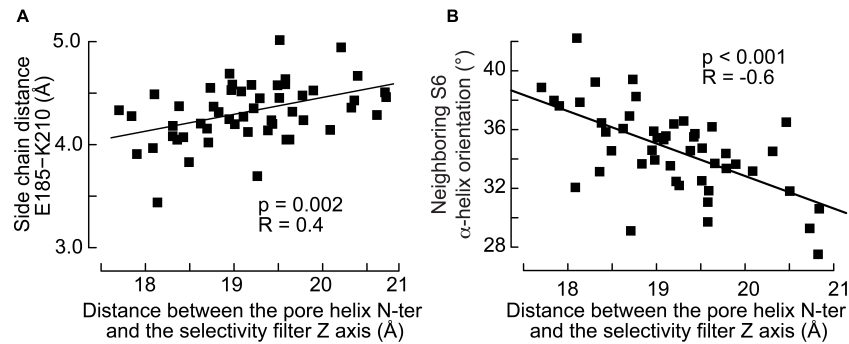 A
Side chain distance
E185−K210 (Å)
5.0
4.0
3.0
p = 0.002
R = 0.4
18
19
20
21
Distance between the pore helix N-ter
and the selectivity filter Z axis (Å)
B
Neighboring S6
α-helix orientation (°)
40
36
32
28
p < 0.001
R = -0.6
18
19
20
21
Distance between the pore helix N-ter
and the selectivity filter Z axis (Å)